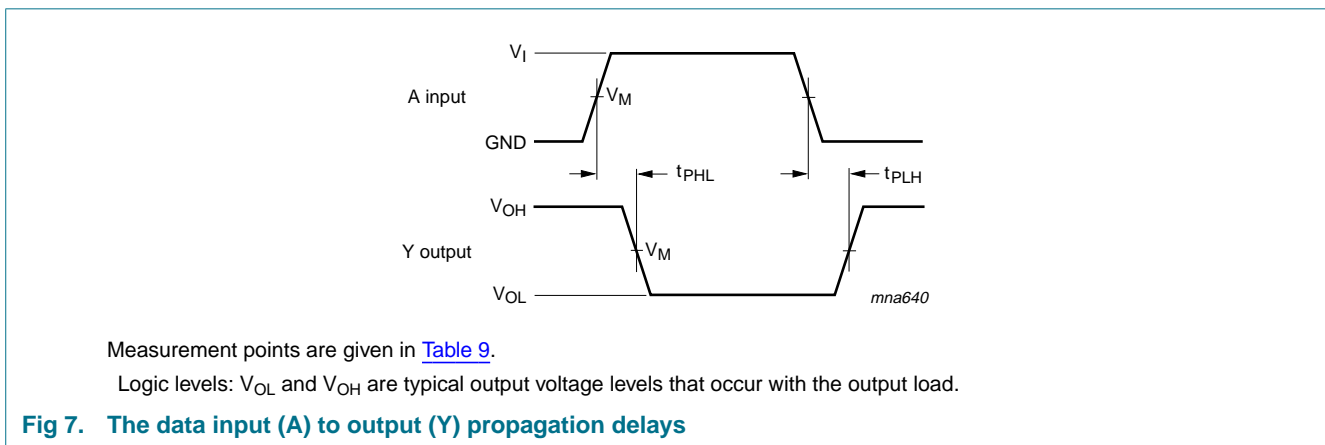 V_I
A input
V_M
GND
t_PHL
t_PLH
V_OH
Y output
V_M
V_OL
mna640
Measurement points are given in Table 9.
Logic levels: V_OL and V_OH are typical output voltage levels that occur with the output load.
Fig 7. The data input (A) to output (Y) propagation delays